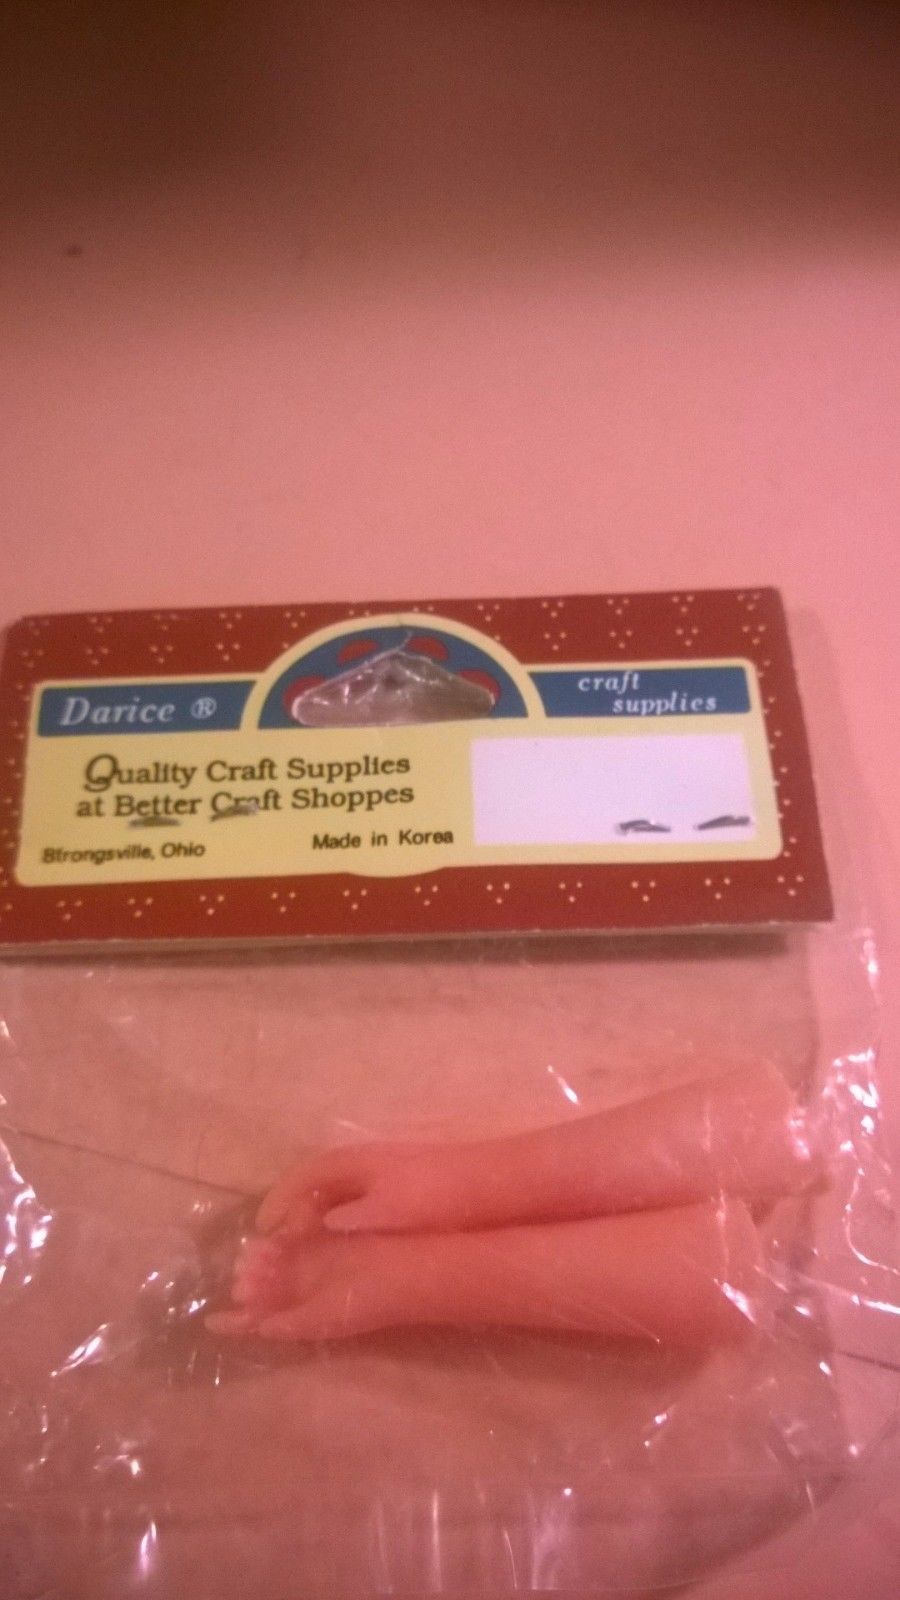 Darice ®
craft
supplies
Quality Craft Supplies
at Better Craft Shoppes
Strongsville, Ohio
Made in Korea